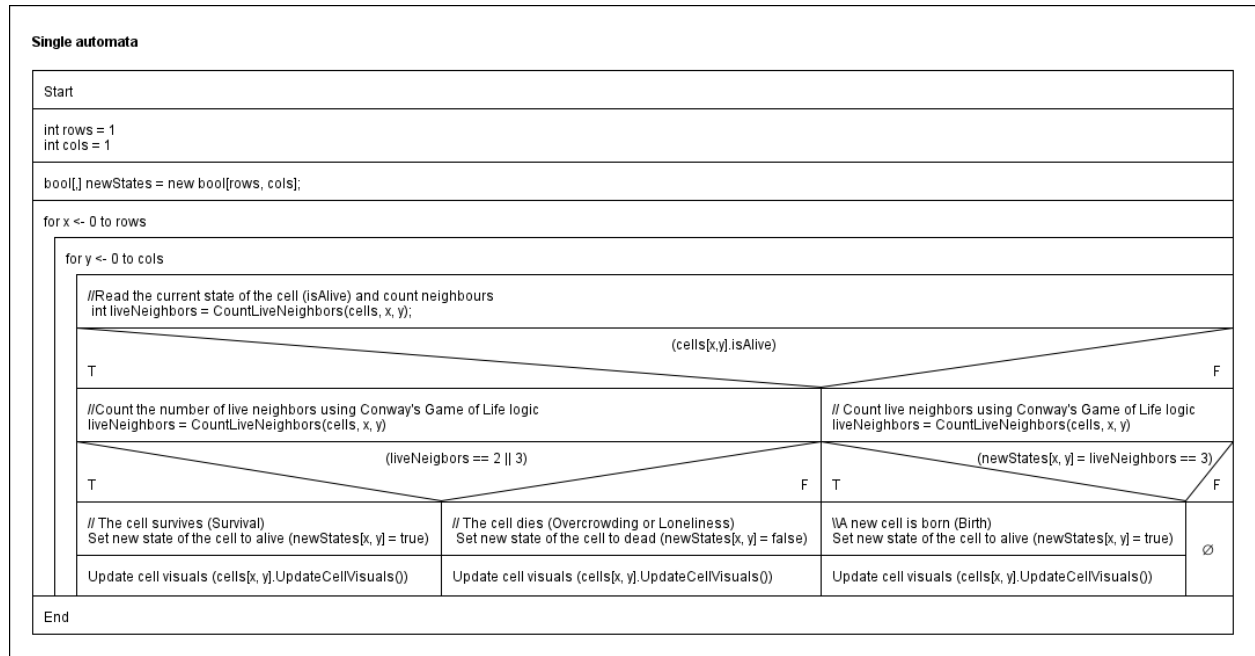 Single automata
Start
int rows = 1
int cols = 1
bool[,] newStates = new bool[rows, cols];
for x <- 0 to rows
for y <- 0 to cols
//Read the current state of the cell (isAlive) and count neighbours
int liveNeighbors = CountLiveNeighbors(cells, x, y);
(cells[x,y].isAlive)
T
F
//Count the number of live neighbors using Conway's Game of Life logic
liveNeighbors = CountLiveNeighbors(cells, x, y)
// Count live neighbors using Conway's Game of Life logic
liveNeighbors = CountLiveNeighbors(cells, x, y)
(liveNeigbors == 2 || 3)
T
F
(newStates[x, y] = liveNeighbors == 3)
T
F
// The cell survives (Survival)
Set new state of the cell to alive (newStates[x, y] = true)
// The cell dies (Overcrowding or Loneliness)
Set new state of the cell to dead (newStates[x, y] = false)
\\A new cell is born (Birth)
Set new state of the cell to alive (newStates[x, y] = true)
Ø
Update cell visuals (cells[x, y].UpdateCellVisuals())
Update cell visuals (cells[x, y].UpdateCellVisuals())
Update cell visuals (cells[x, y].UpdateCellVisuals())
End